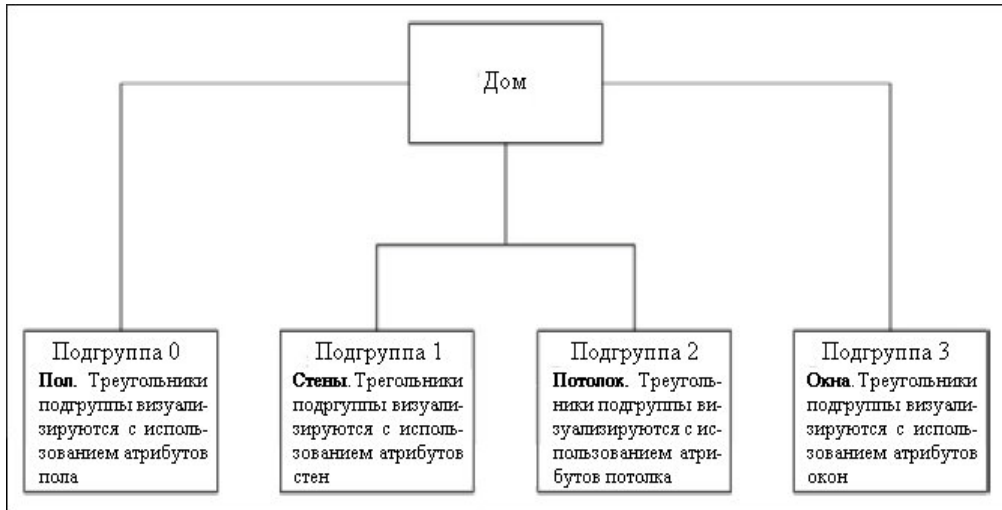 Дом
Подгруппа 0
Пол. Треугольники
подгруппы визуали-
зируются с исполь-
зованием атрибутов
пола
Подгруппа 1
Стены. Трегольники
подргуппы визуали-
зируются с исполь-
зованием атрибутов
стен
Подгруппа 2
Потолок. Треуголь-
ники подгруппы ви-
зуализируются с ис-
пользованием атри-
бутов потолка
Подгруппа 3
Окна. Треугольники
подгруппы визуали-
зируются с исполь-
зованием атрибутов
окон